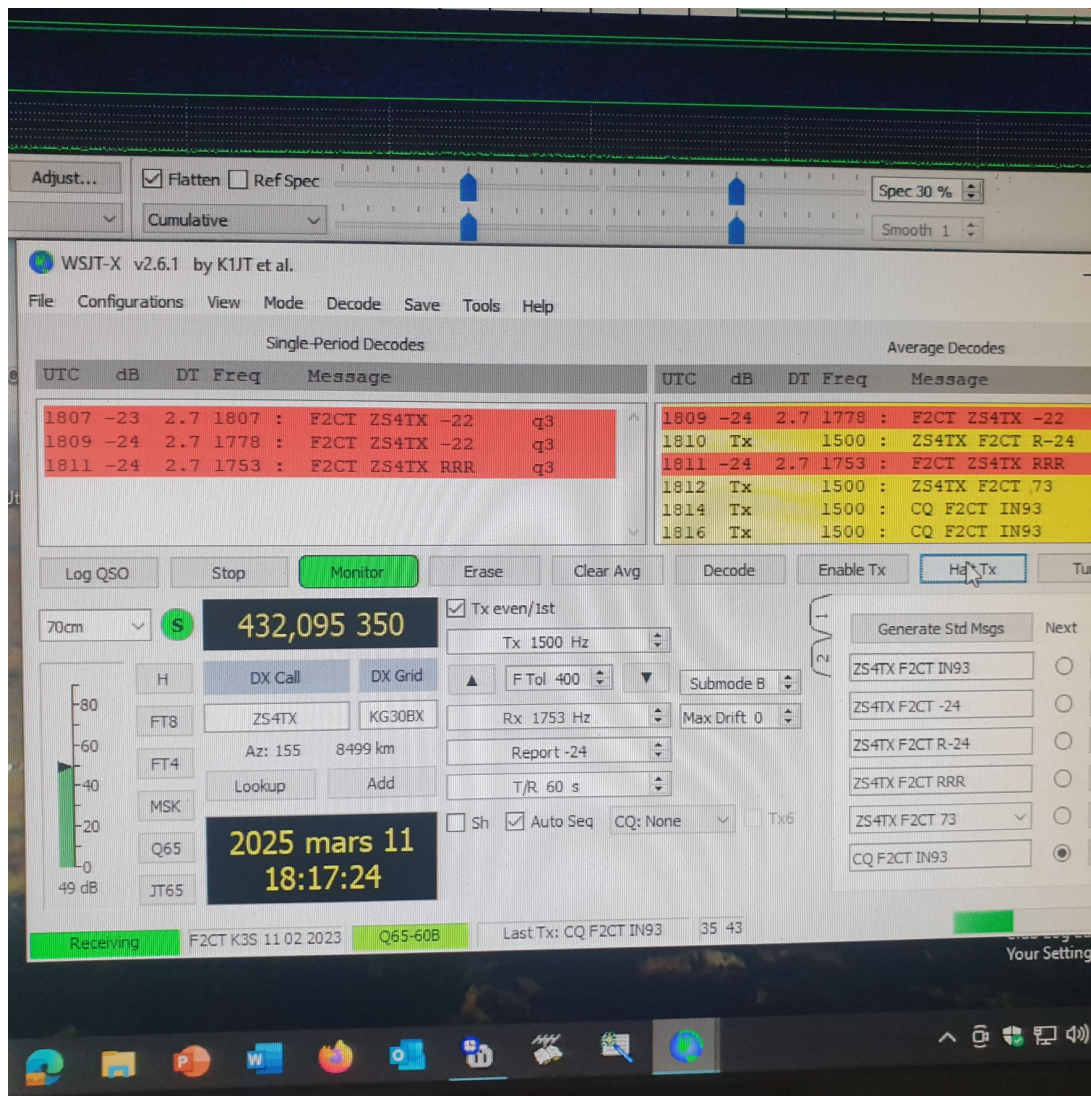 Adjust...
Flatten
Ref Spec
Spec 30 %
Cumulative
Smooth 1
WSJT-X v2.6.1 by K1JT et al.
File Configurations View Mode Decode Save Tools Help
Single-Period Decodes
UTC dB DT Freq Message
1807 -23 2.7 1807 : F2CT ZS4TX -22 q3
1809 -24 2.7 1778 : F2CT ZS4TX -22 q3
1811 -24 2.7 1753 : F2CT ZS4TX RRR q3
Average Decodes
UTC dB DT Freq Message
1809 -24 2.7 1778 : F2CT ZS4TX -22
1810 Tx 1500 : ZS4TX F2CT R-24
1811 -24 2.7 1753 : F2CT ZS4TX RRR
1812 Tx 1500 : ZS4TX F2CT 73
1814 Tx 1500 : CQ F2CT IN93
1816 Tx 1500 : CQ F2CT IN93
Log QSO Stop Monitor Erase Clear Avg Decode Enable Tx Halt Tx
70cm
S
432,095 350
Tx even/1st
Tx 1500 Hz
H
DX Call
DX Grid
F Tol 400
Submode B
FT8
ZS4TX
KG30BX
Rx 1753 Hz
Max Drift 0
FT4
Az: 155
8499 km
Report -24
Lookup
Add
T/R 60 s
MSK
Sh
Auto Seq
CQ: None
Tx6
Q65
2025 mars 11
18:17:24
JT65
80
60
40
20
0
49 dB
1
2
Generate Std Msgs
Next
ZS4TX F2CT IN93
ZS4TX F2CT -24
ZS4TX F2CT R-24
ZS4TX F2CT RRR
ZS4TX F2CT 73
CQ F2CT IN93
Receiving
F2CT K3S 11 02 2023
Q65-60B
Last Tx: CQ F2CT IN93
35 43
Your Setting